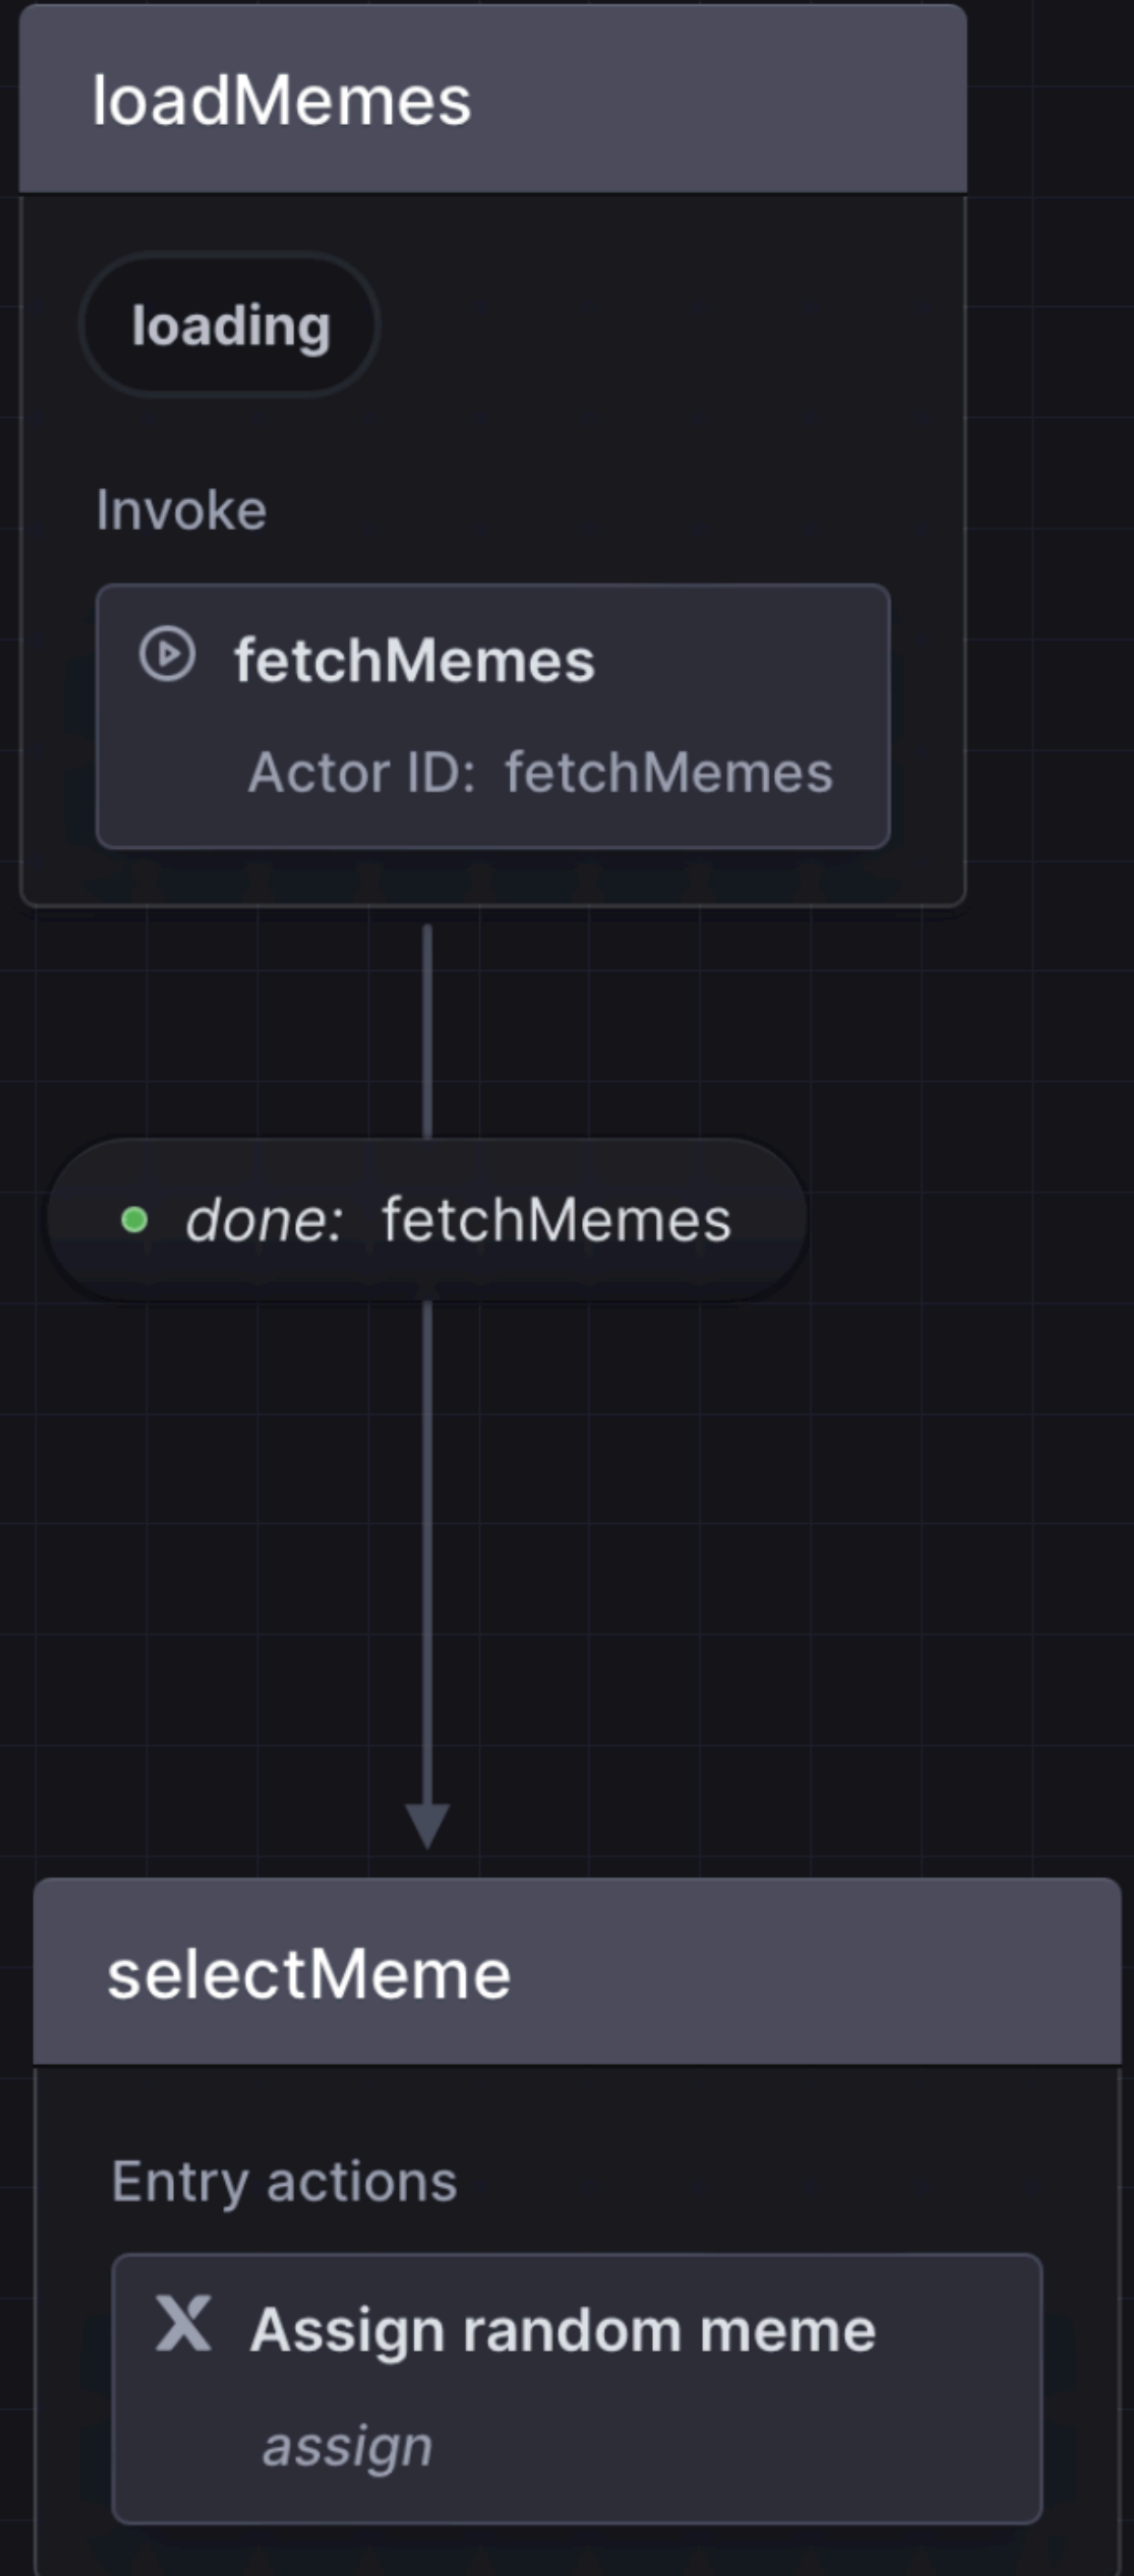 loadMemes
loading
Invoke
fetchMemes
Actor ID: fetchMemes
done: fetchMemes
selectMeme
Entry actions
Assign random meme
assign